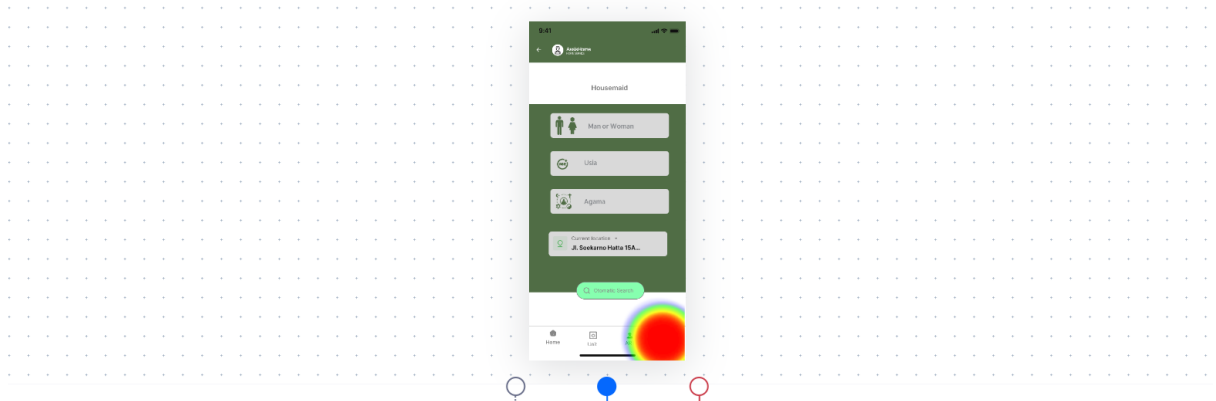 9:41
Housemaid
Man or Woman
Usia
Agama
Current location
Jl. Soekarno Hatta 15A...
Otomatic Search
Home
List